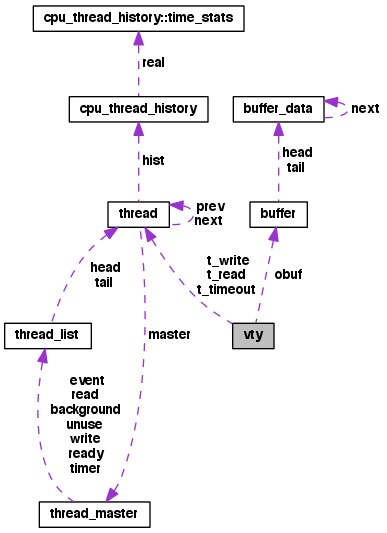 cpu_thread_history::time_stats
real
cpu_thread_history
buffer_data
next
hist
head
tail
thread
prev
next
buffer
t_write
t_read
t_timeout
obuf
head
tail
thread_list
master
vty
event
read
background
unuse
write
ready
timer
thread_master